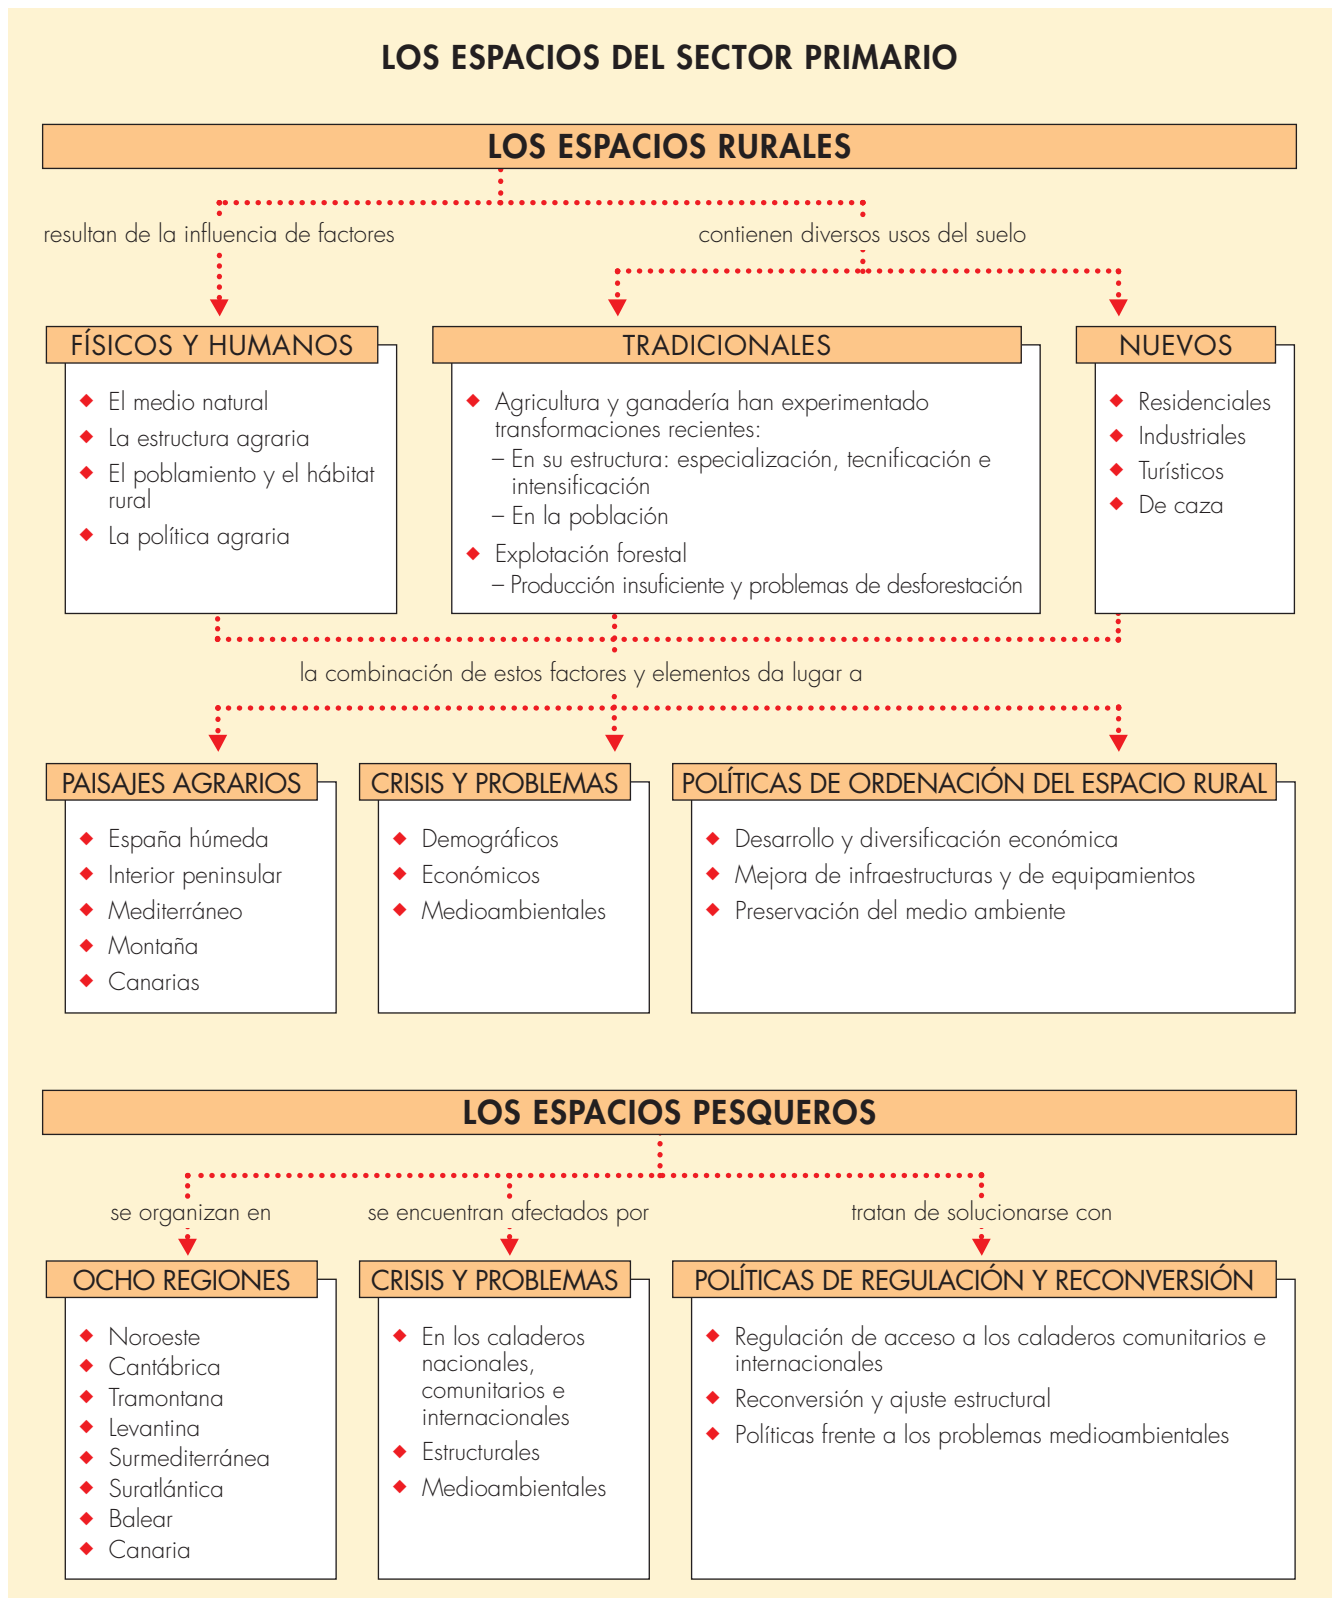 LOS ESPACIOS DEL SECTOR PRIMARIO
LOS ESPACIOS RURALES
resultan de la influencia de factores
contienen diversos usos del suelo
FÍSICOS Y HUMANOS
El medio natural
La estructura agraria
El poblamiento y el hábitat
rural
La política agraria
TRADICIONALES
Agricultura y ganadería han experimentado
transformaciones recientes:
– En su estructura: especialización, tecnificación e
intensificación
– En la población
Explotación forestal
– Producción insuficiente y problemas de desforestación
NUEVOS
Residenciales
Industriales
Turísticos
De caza
la combinación de estos factores y elementos da lugar a
PAISAJES AGRARIOS
España húmeda
Interior peninsular
Mediterráneo
Montaña
Canarias
CRISIS Y PROBLEMAS
Demográficos
Económicos
Medioambientales
POLÍTICAS DE ORDENACIÓN DEL ESPACIO RURAL
Desarrollo y diversificación económica
Mejora de infraestructuras y de equipamientos
Preservación del medio ambiente
LOS ESPACIOS PESQUEROS
se organizan en
se encuentran afectados por
tratan de solucionarse con
OCHO REGIONES
Noroeste
Cantábrica
Tramontana
Levantina
Surmediterránea
Suratlántica
Balear
Canaria
CRISIS Y PROBLEMAS
En los caladeros
nacionales,
comunitarios e
internacionales
Estructurales
Medioambientales
POLÍTICAS DE REGULACIÓN Y RECONVERSIÓN
Regulación de acceso a los caladeros comunitarios e
internacionales
Reconversión y ajuste estructural
Políticas frente a los problemas medioambientales